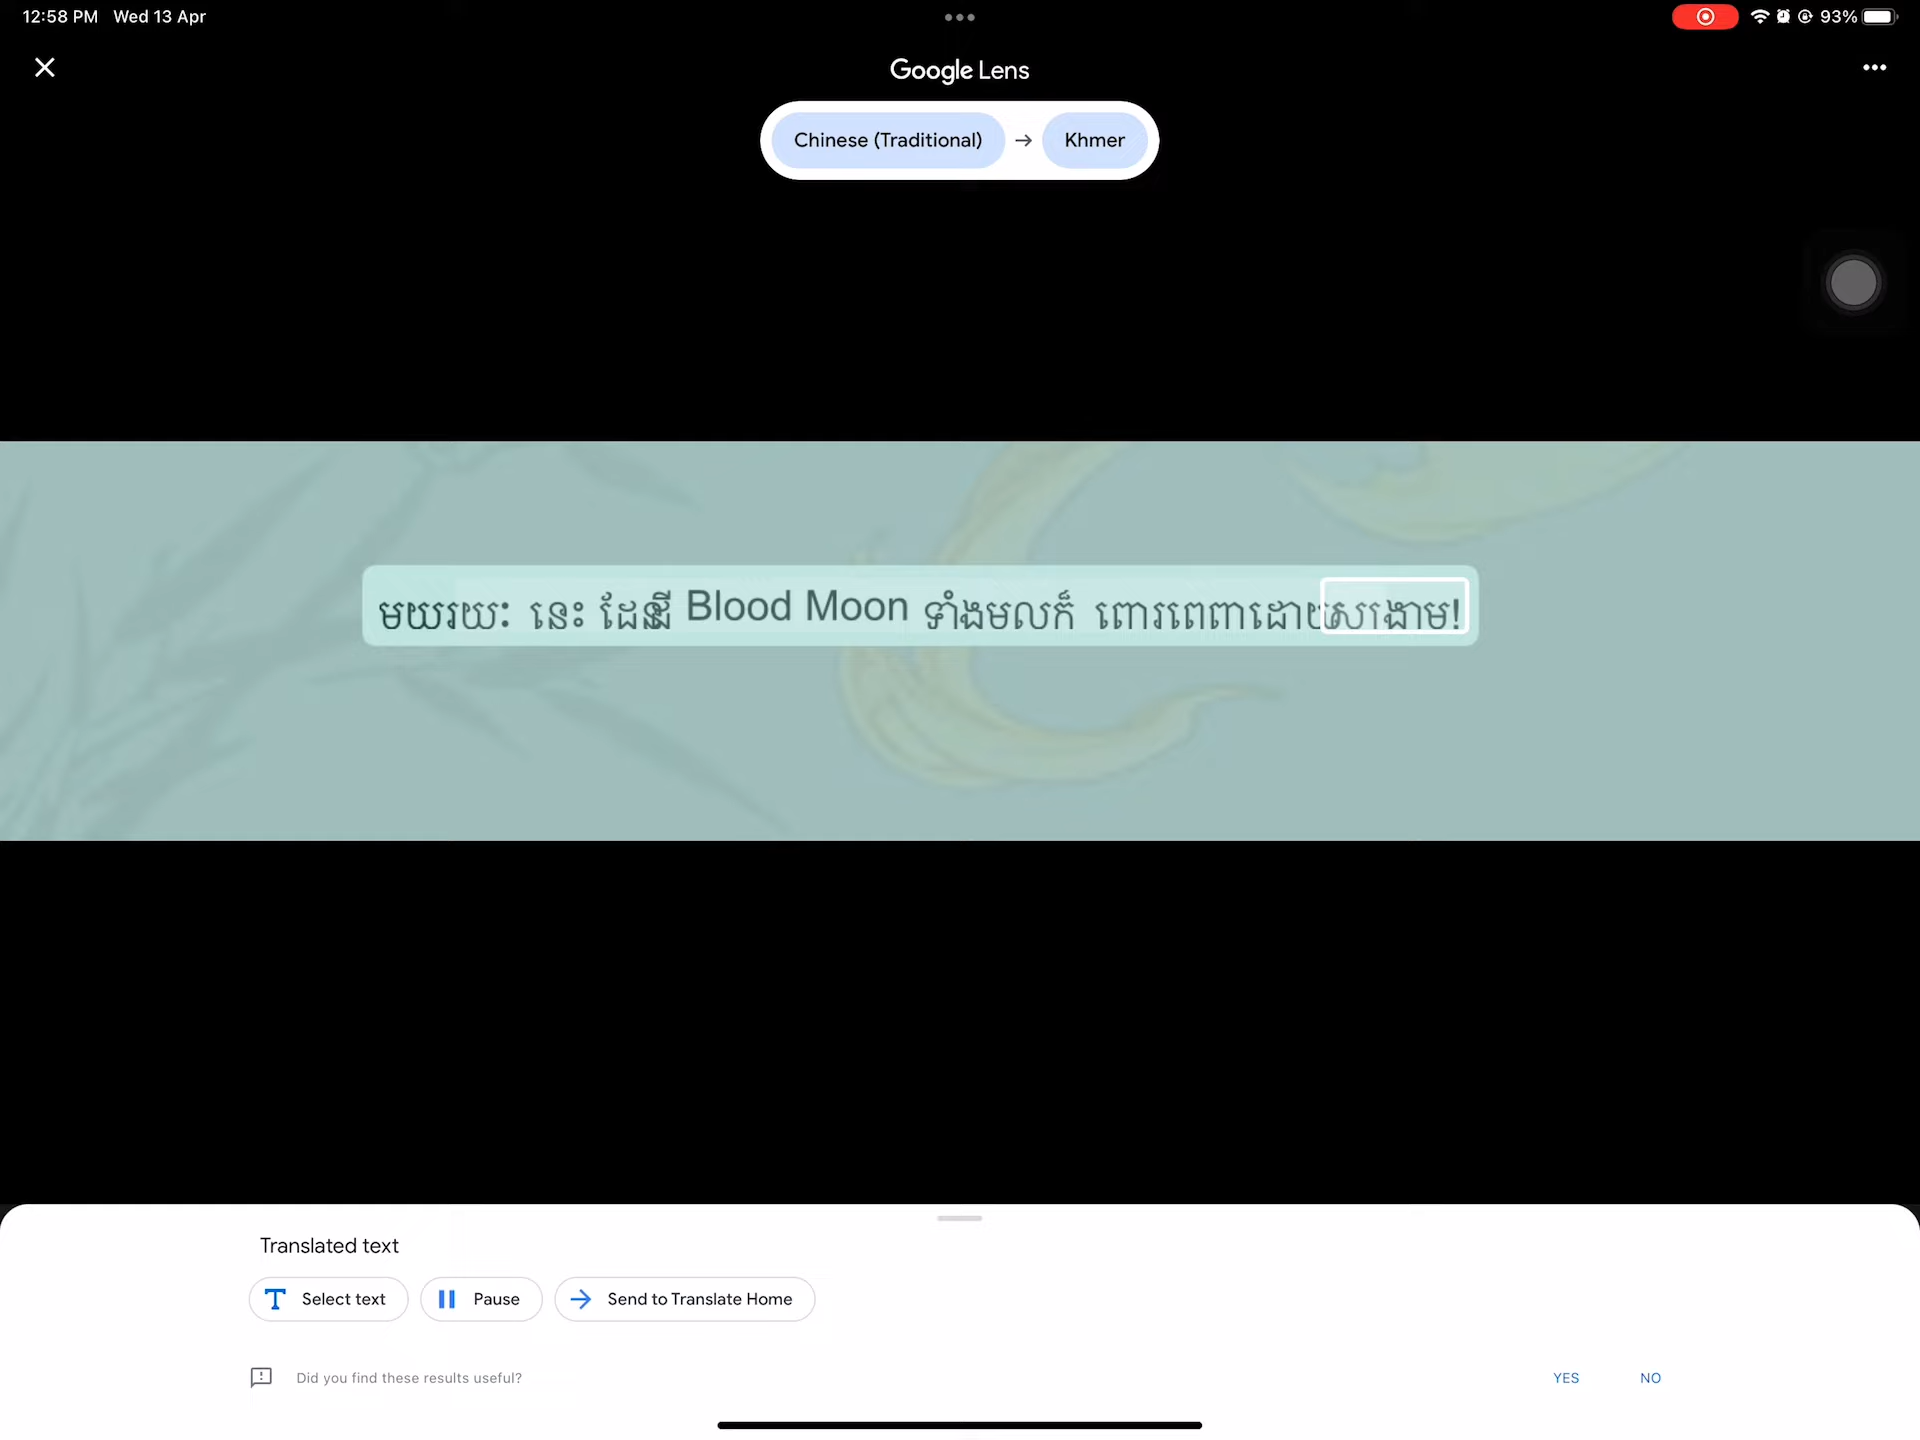 12:58 PM Wed 13 Apr
93%
Google Lens
Chinese (Traditional) → Khmer
មយរយៈ នេះ ដែនដី Blood Moon ទាំងមលក៏ ពោរពេញដោយសង្រាម!
Translated text
Select text
Pause
Send to Translate Home
Did you find these results useful?
YES
NO